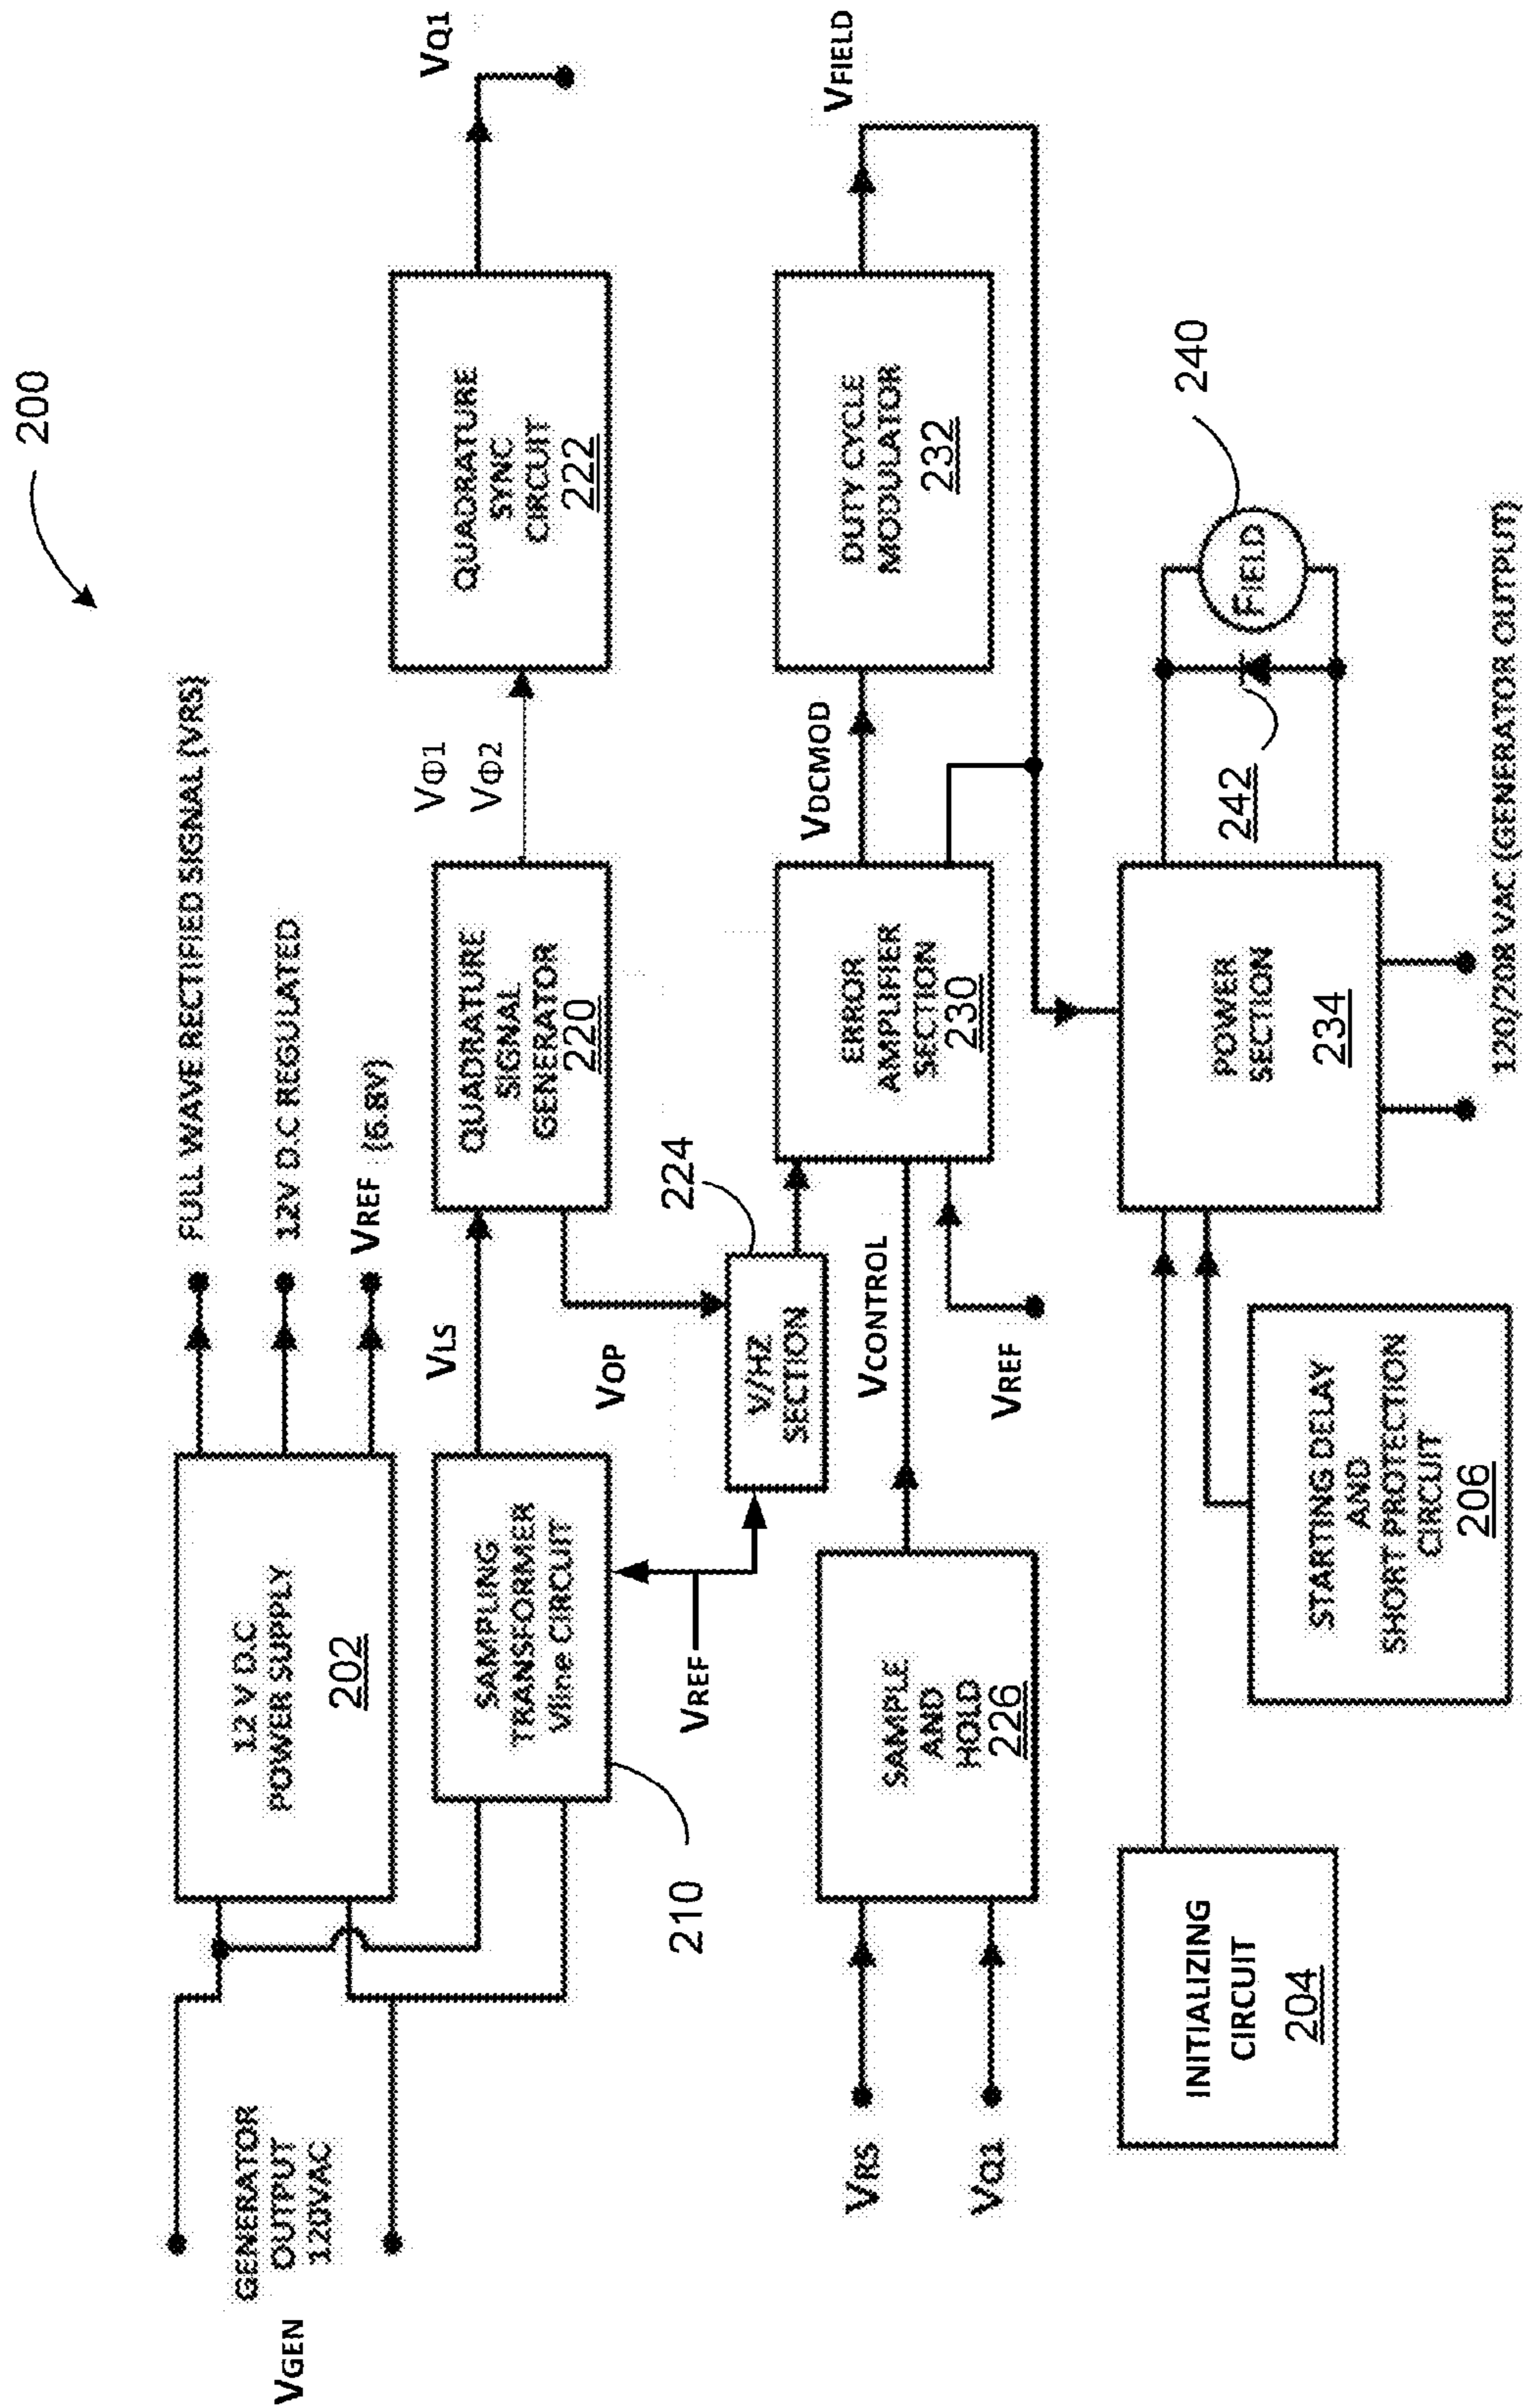 200
VGEN
GENERATOR
OUTPUT
120VAC
12 V D.C
POWER SUPPLY
202
FULL WAVE RECTIFIED SIGNAL (VRS)
12V D.C REGULATED
VREF (6.8V)
SAMPLING
TRANSFORMER
Vline CIRCUIT
210
VLS
VOP
VREF
QUADRATURE
SIGNAL
GENERATOR
220
VΦ1
VΦ2
QUADRATURE
SYNC
CIRCUIT
222
VQ1
224
V/HZ
SECTION
VRS
VQ1
SAMPLE
AND
HOLD
226
VCONTROL
VREF
ERROR
AMPLIFIER
SECTION
230
VDCMOD
DUTY CYCLE
MODULATOR
232
VFIELD
INITIALIZING
CIRCUIT
204
STARTING DELAY
AND
SHORT PROTECTION
CIRCUIT
206
POWER
SECTION
234
242
FIELD
240
120/208 VAC (GENERATOR OUTPUT)